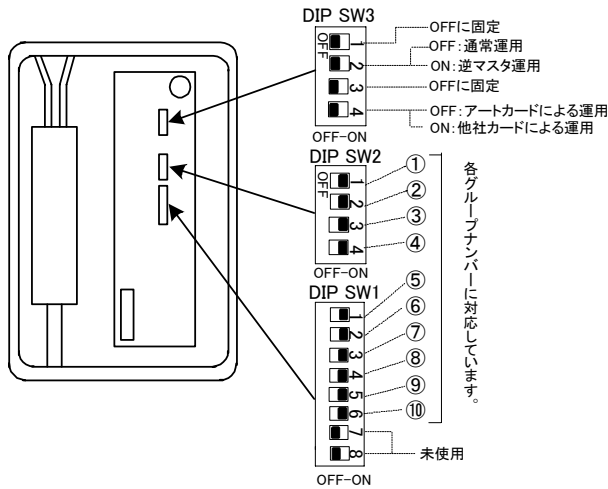 DIP SW3
OFF
1
2
3
4
OFF-ON
OFFに固定
OFF:通常運用
ON:逆マスタ運用
OFFに固定
OFF:アートカードによる運用
ON:他社カードによる運用
DIP SW2
OFF
1
2
3
4
OFF-ON
①
②
③
④
DIP SW1
1
2
3
4
5
6
7
8
OFF-ON
⑤
⑥
⑦
⑧
⑨
⑩
未使用
各グループナンバーに対応しています。